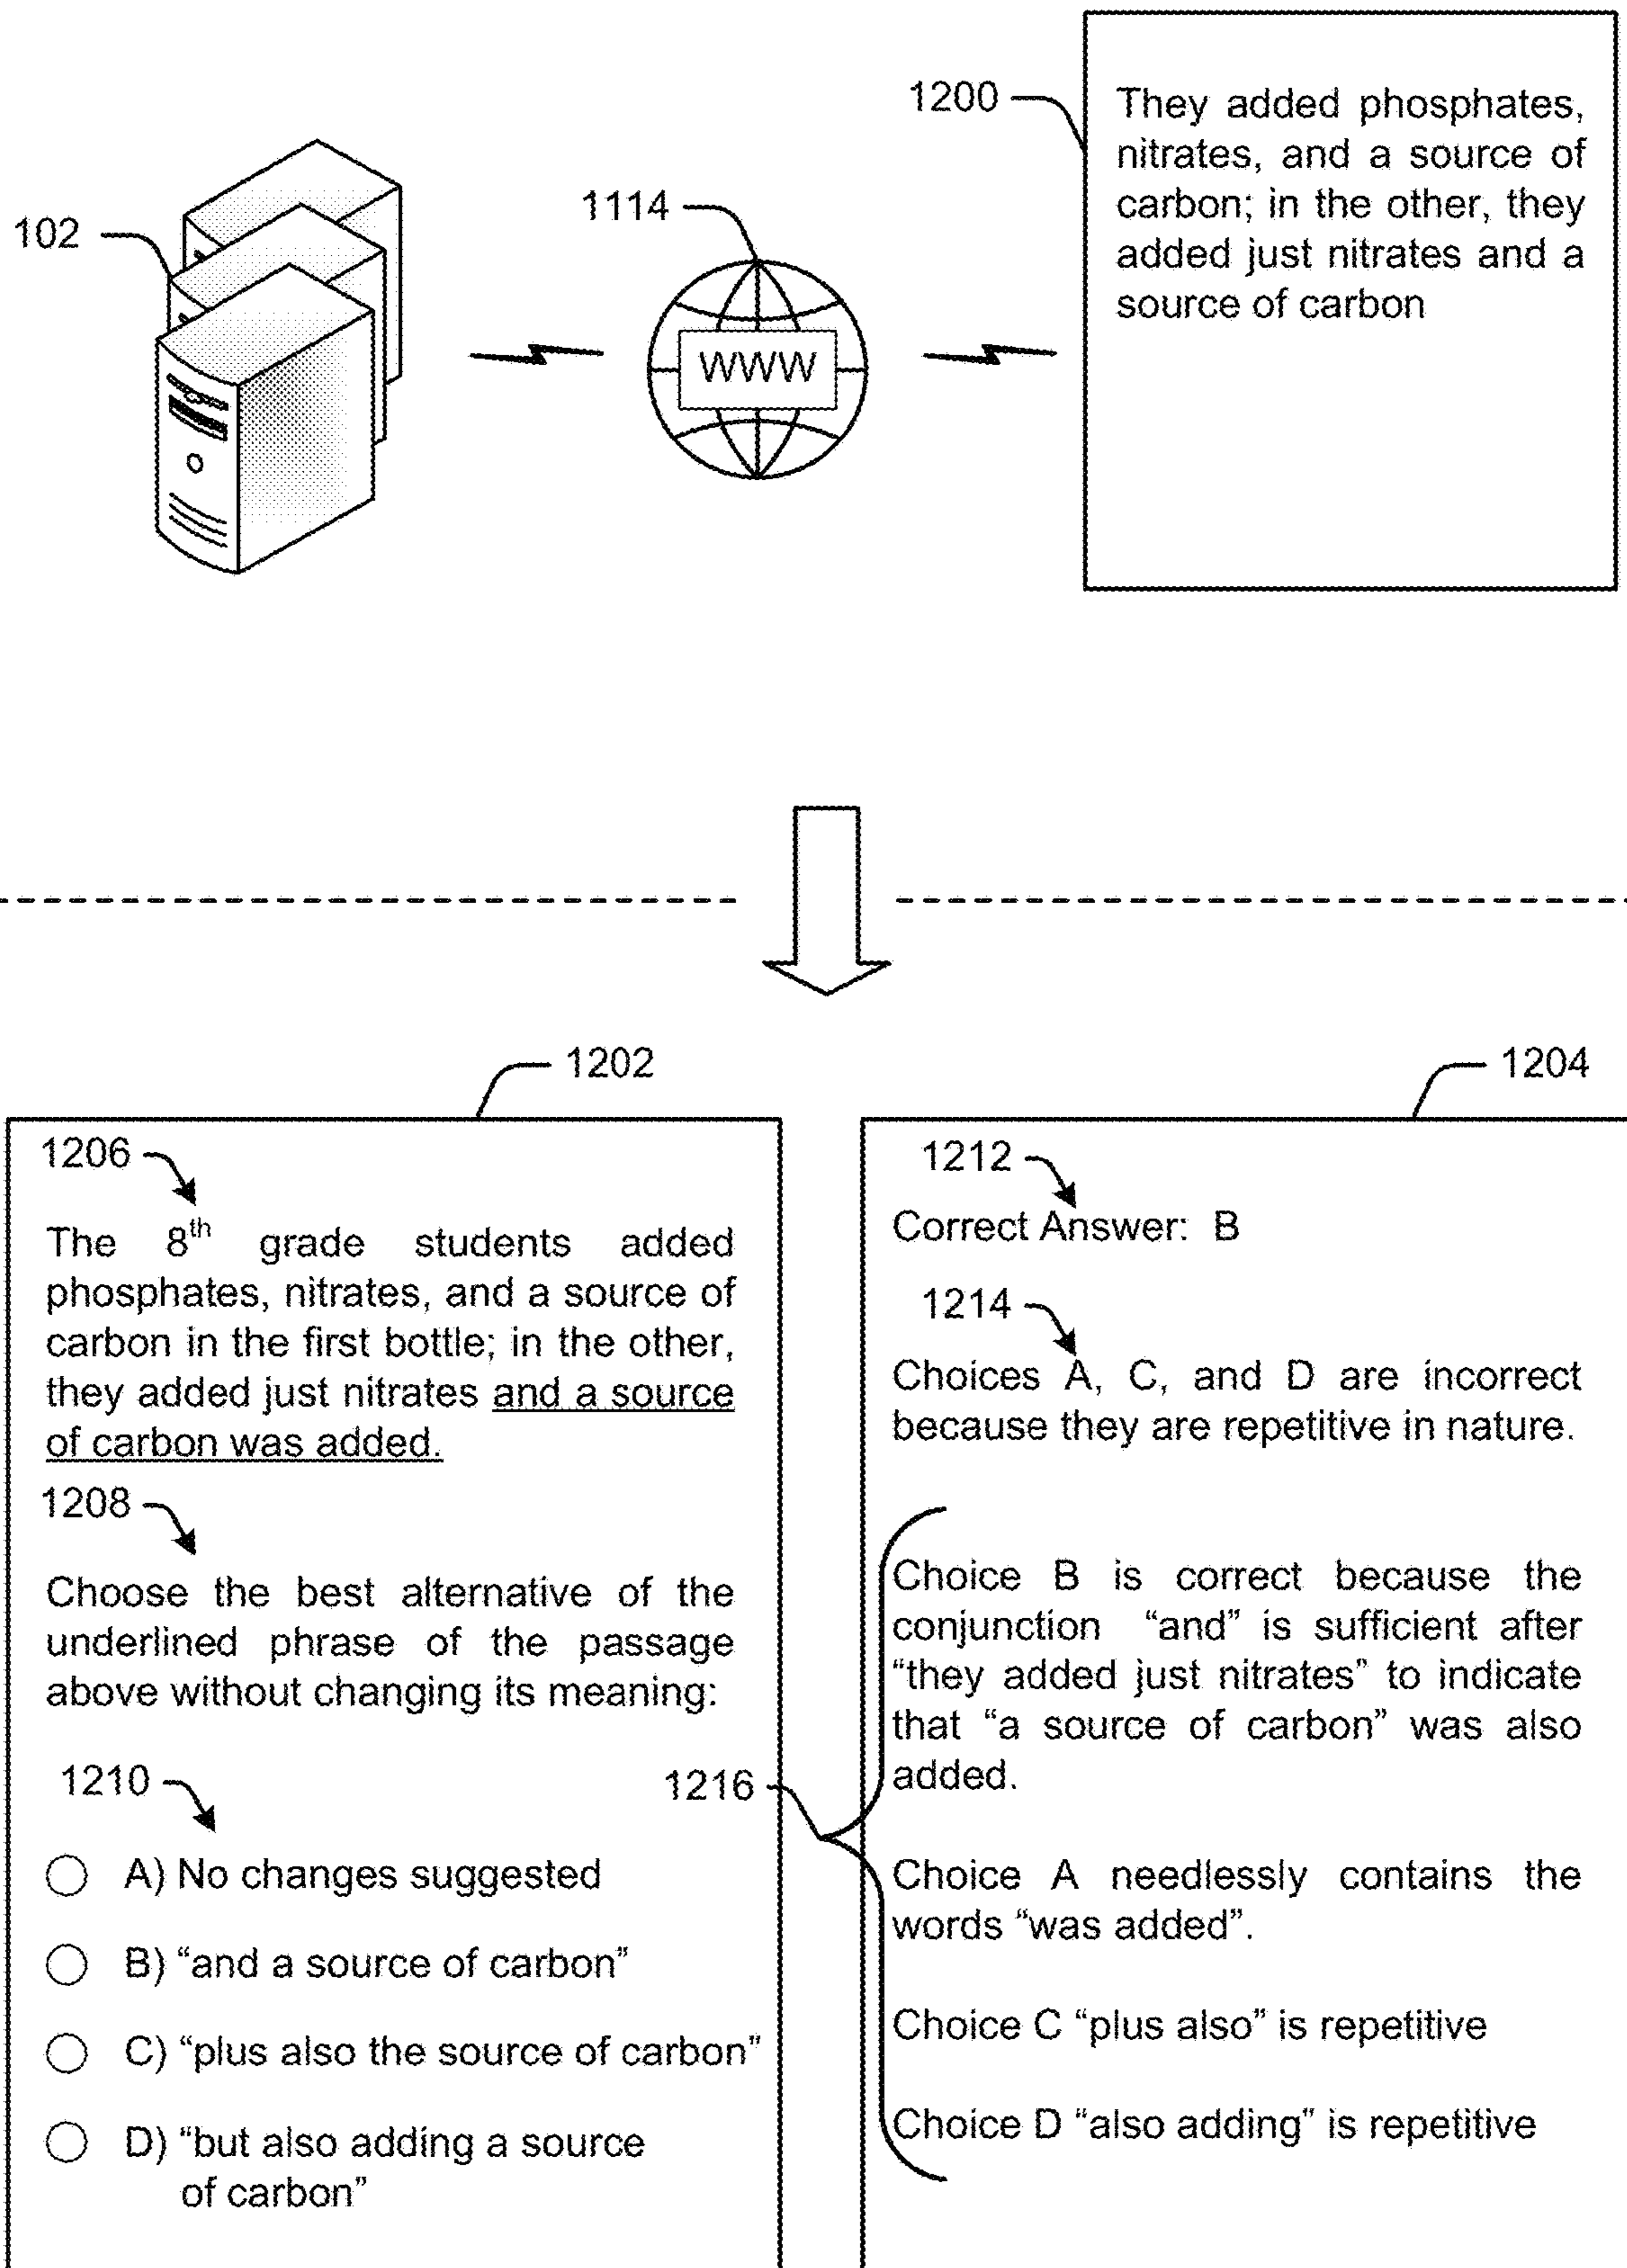 1200
They added phosphates,
nitrates, and a source of
carbon; in the other, they
added just nitrates and a
source of carbon
102
1114
WWW
1202
1206
The 8th grade students added
phosphates, nitrates, and a source of
carbon in the first bottle; in the other,
they added just nitrates and a source
of carbon was added.
1208
Choose the best alternative of the
underlined phrase of the passage
above without changing its meaning:
1210
A) No changes suggested
B) “and a source of carbon”
C) “plus also the source of carbon”
D) “but also adding a source
of carbon”
1204
1212
Correct Answer: B
1214
Choices A, C, and D are incorrect
because they are repetitive in nature.
1216
Choice B is correct because the
conjunction “and” is sufficient after
“they added just nitrates” to indicate
that “a source of carbon” was also
added.
Choice A needlessly contains the
words “was added”.
Choice C “plus also” is repetitive
Choice D “also adding” is repetitive